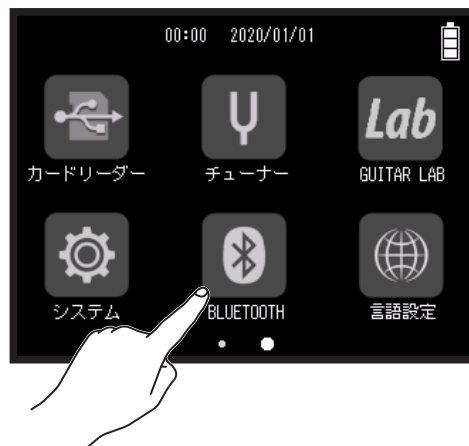 00:00 2020/01/01
カードリーダー
チューナー
Lab
GUITAR LAB
システム
BLUETOOTH
言語設定